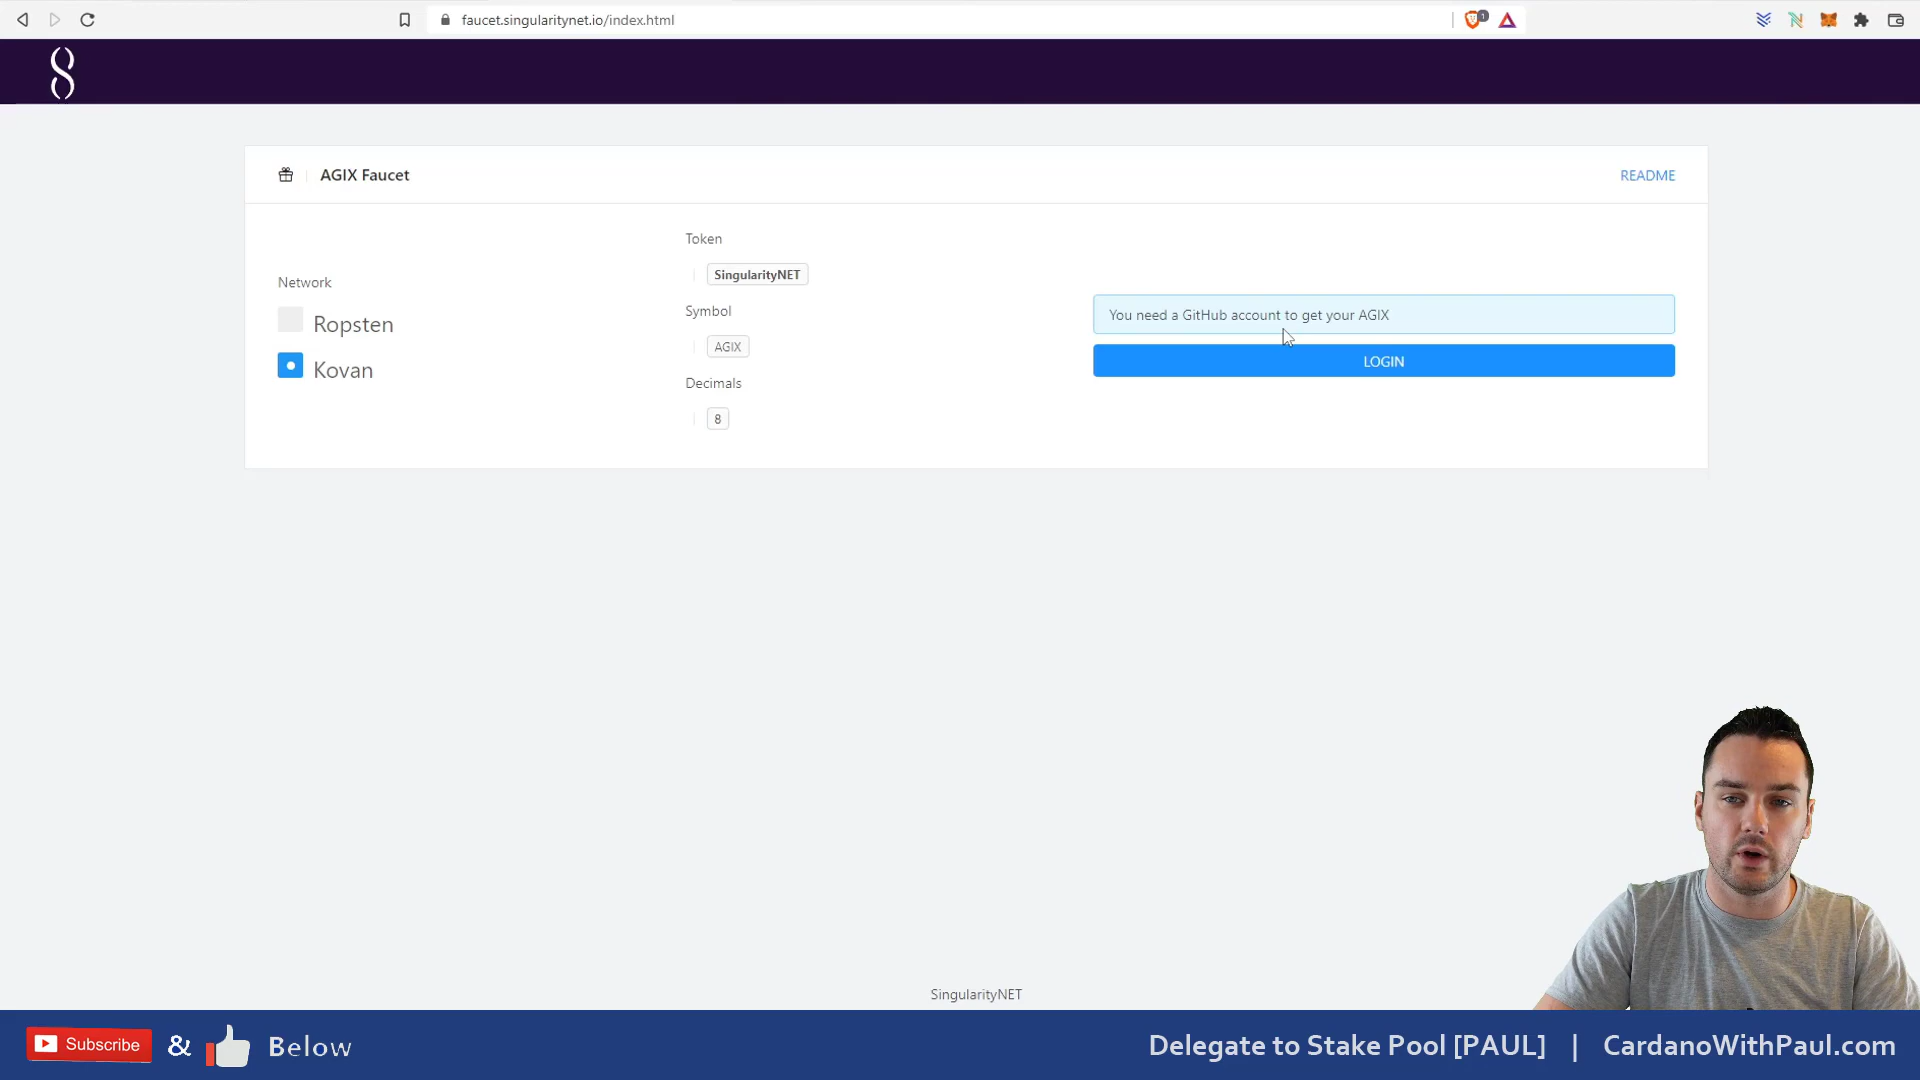 faucet.singularitynet.io/index.html
1
AGIX Faucet
README
Network
Ropsten
Kovan
Token
SingularityNET
Symbol
AGIX
Decimals
8
You need a GitHub account to get your AGIX
LOGIN
SingularityNET
Subscribe & Below
Delegate to Stake Pool [PAUL] | CardanoWithPaul.com